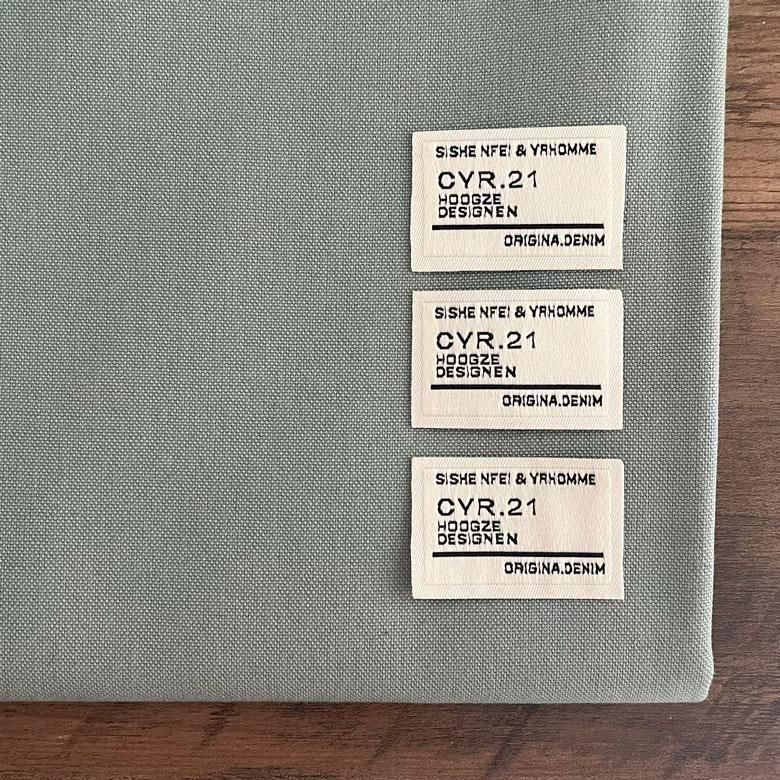 SISHE NFEI & YRHOMME
CYR.21
HOOGZE
DESIGNEN
ORIGINA.DENIM
SISHE NFEI & YRHOMME
CYR.21
HOOGZE
DESIGNEN
ORIGINA.DENIM
SISHE NFEI & YRHOMME
CYR.21
HOOGZE
DESIGNEN
ORIGINA.DENIM